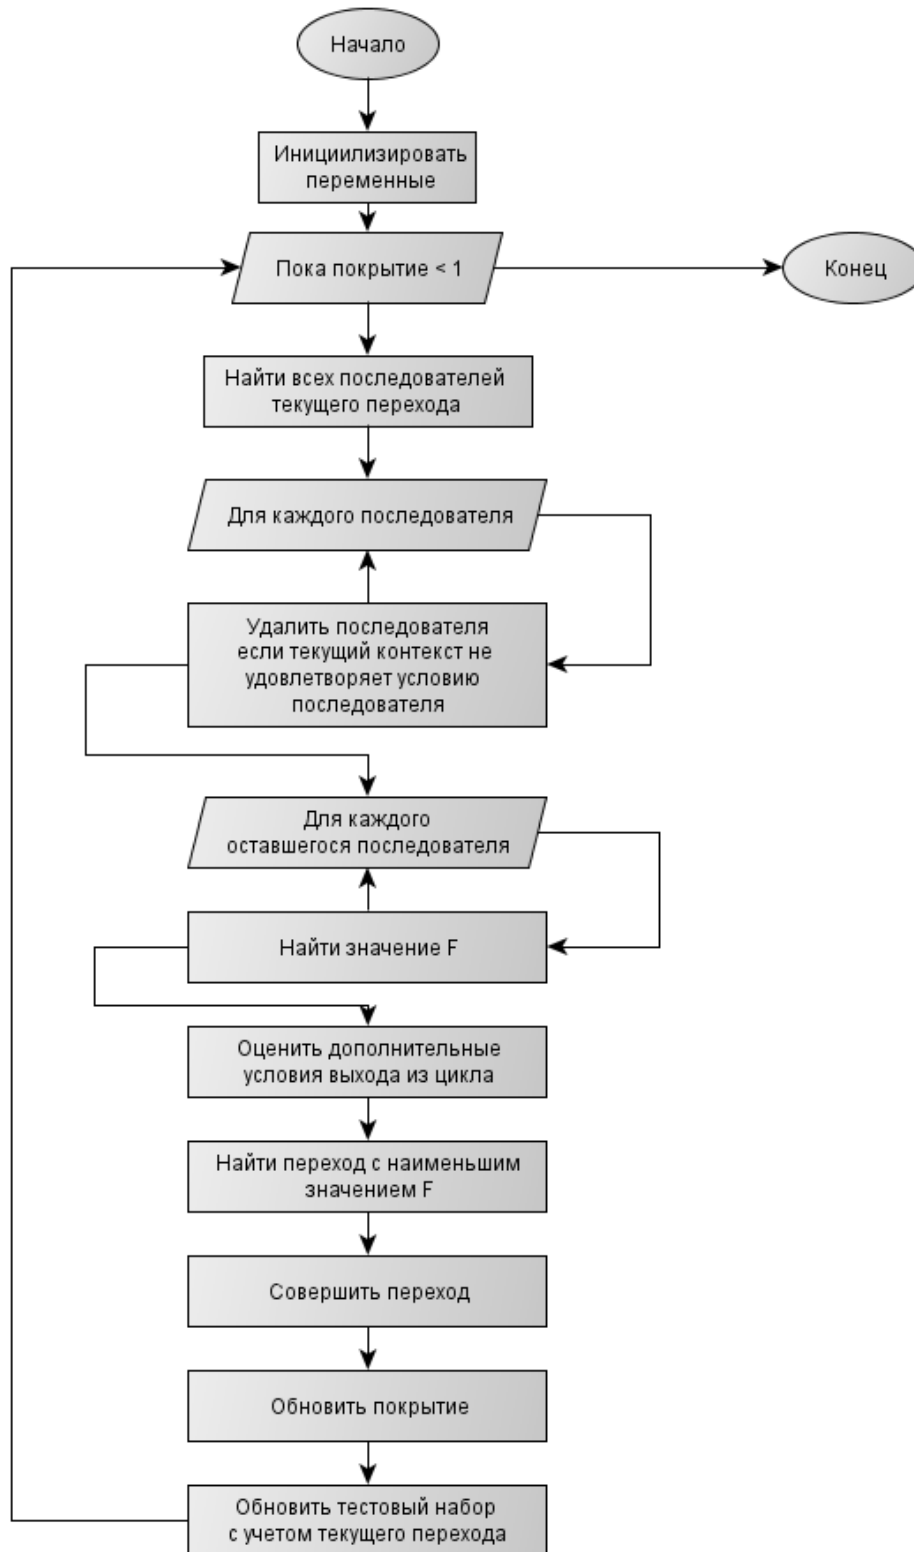 Начало
Инициилизировать
переменные
Пока покрытие < 1
Конец
Найти всех последователей
текущего перехода
Для каждого последователя
Удалить последователя
если текущий контекст не
удовлетворяет условию
последователя
Для каждого
оставшегося последователя
Найти значение F
Оценить дополнительные
условия выхода из цикла
Найти переход с наименьшим
значением F
Совершить переход
Обновить покрытие
Обновить тестовый набор
с учетом текущего перехода